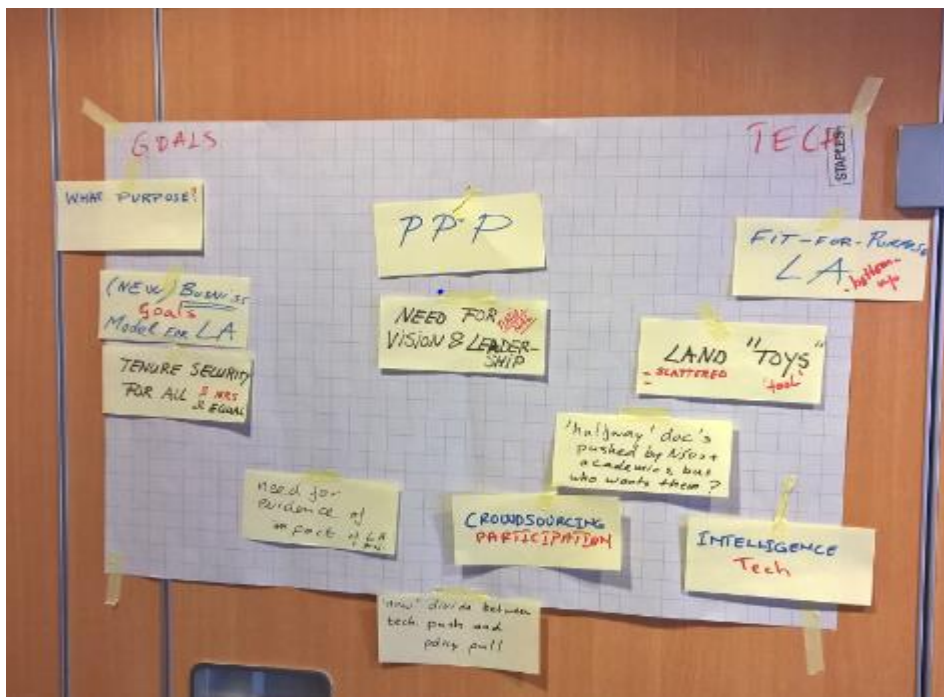 GOALS
TECH
STAPLES
WHAT PURPOSE?
(NEW) BUSINESS
Goals
MODEL FOR LA
TENURE SECURITY
FOR ALL & NRS
& EQUAL
PPP
NEED FOR
VISION & LEADER-
SHIP
FIT-FOR-PURPOSE
LA
- bottom-
up
LAND "TOYS"
- SCATTERED
'tool'
'halfway' doc's
pushed by NGOs +
academics but
who wants them?
need for
evidence of
impact of LA
CROUDSOURCING
PARTICIPATION
INTELLIGENCE
Tech
'new' divide between
tech push and
policy pull